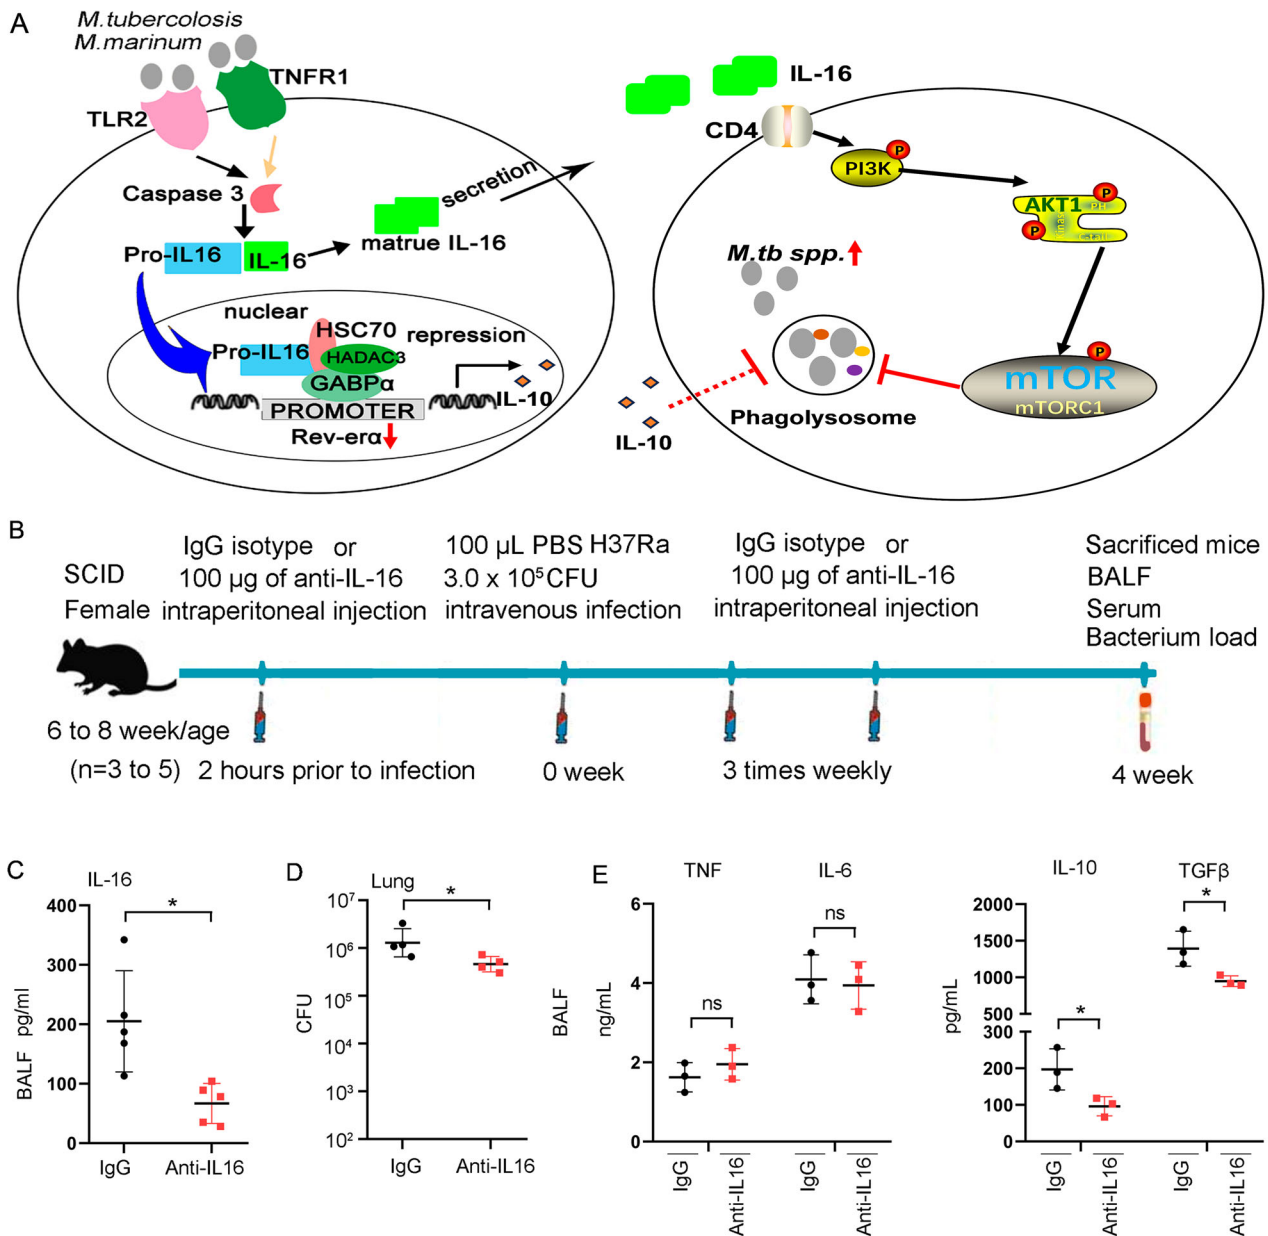 A
M.tubercolosis
M.marinum
TNFR1
TLR2
Caspase 3
Pro-IL16
IL-16
matrue IL-16
secretion
nuclear
HSC70
repression
Pro-IL16
HADAC3
GABPα
PROMOTER
IL-10
Rev-erα
IL-16
CD4
PI3K
P
AKT1
P
PH
P
Kinas
C-tail
M.tb spp.
P
mTOR
mTORC1
Phagolysosome
IL-10
B
SCID
Female
IgG isotype or
100 µg of anti-IL-16
intraperitoneal injection
100 µL PBS H37Ra
3.0 x 10⁵CFU
intravenous infection
IgG isotype or
100 µg of anti-IL-16
intraperitoneal injection
Sacrificed mice
BALF
Serum
Bacterium load
6 to 8 week/age
(n=3 to 5)
2 hours prior to infection
0 week
3 times weekly
4 week
C
IL-16
*
400
300
200
100
0
BALF pg/ml
IgG
Anti-IL16
D
Lung
*
10⁷
10⁶
10⁵
10⁴
10³
10²
CFU
IgG
Anti-IL16
E
TNF
IL-6
ns
ns
6
4
2
0
BALF
ng/mL
IgG
Anti-IL16
IgG
Anti-IL16
IL-10
TGFβ
*
*
2000
1500
1000
500
300
200
100
0
pg/mL
IgG
Anti-IL16
IgG
Anti-IL16